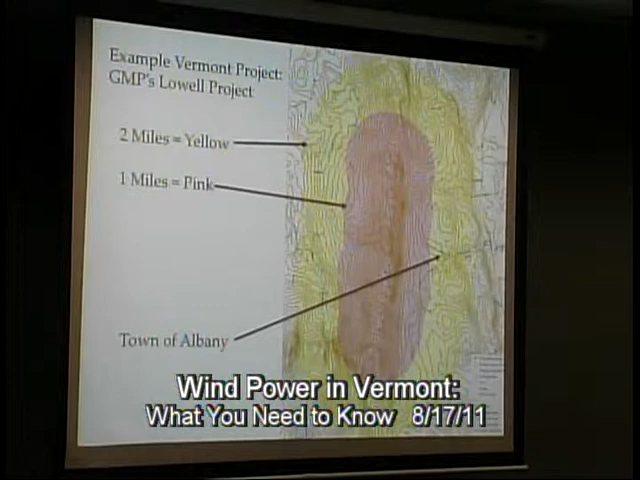 Example Vermont Project:
GMP's Lowell Project
2 Miles = Yellow
1 Miles = Pink
Town of Albany
Wind Power in Vermont:
What You Need to Know 8/17/11